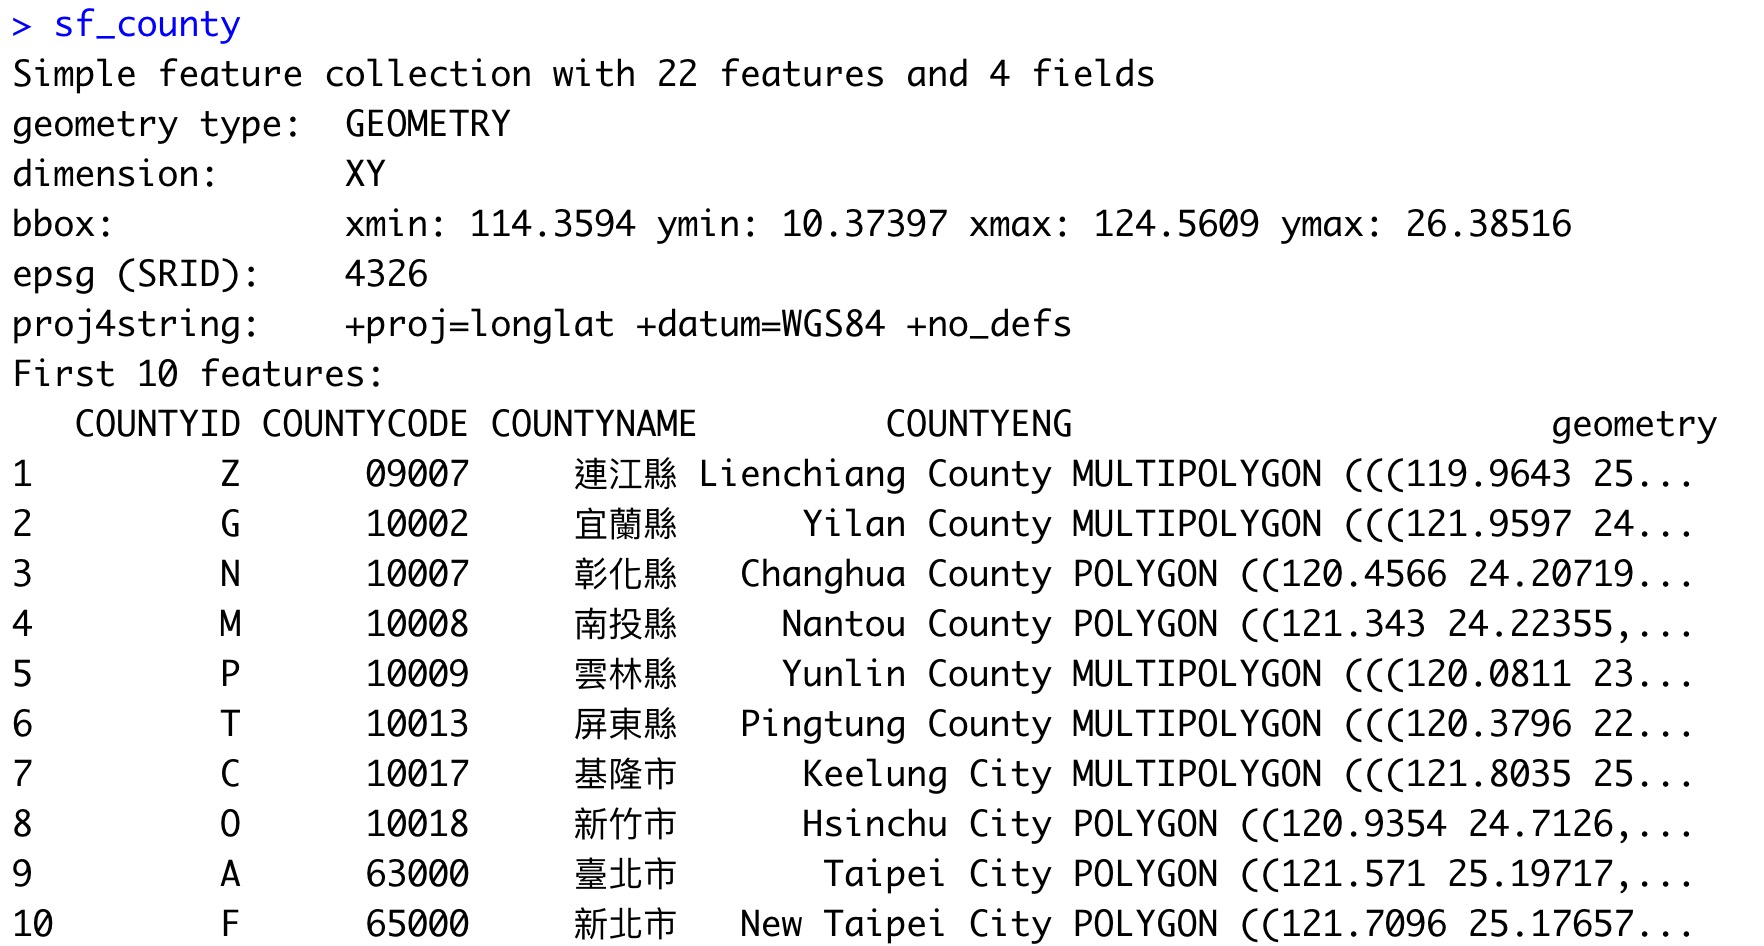 > sf_county
Simple feature collection with 22 features and 4 fields
geometry type:  GEOMETRY
dimension:      XY
bbox:           xmin: 114.3594 ymin: 10.37397 xmax: 124.5609 ymax: 26.38516
epsg (SRID):    4326
proj4string:    +proj=longlat +datum=WGS84 +no_defs
First 10 features:
   COUNTYID COUNTYCODE COUNTYNAME         COUNTYENG                       geometry
1         Z      09007     連江縣 Lienchiang County MULTIPOLYGON (((119.9643 25...
2         G      10002     宜蘭縣      Yilan County MULTIPOLYGON (((121.9597 24...
3         N      10007     彰化縣   Changhua County POLYGON ((120.4566 24.20719...
4         M      10008     南投縣     Nantou County POLYGON ((121.343 24.22355,...
5         P      10009     雲林縣     Yunlin County MULTIPOLYGON (((120.0811 23...
6         T      10013     屏東縣   Pingtung County MULTIPOLYGON (((120.3796 22...
7         C      10017     基隆市      Keelung City MULTIPOLYGON (((121.8035 25...
8         O      10018     新竹市      Hsinchu City POLYGON ((120.9354 24.7126,...
9         A      63000     臺北市       Taipei City POLYGON ((121.571 25.19717,...
10        F      65000     新北市   New Taipei City POLYGON ((121.7096 25.17657...